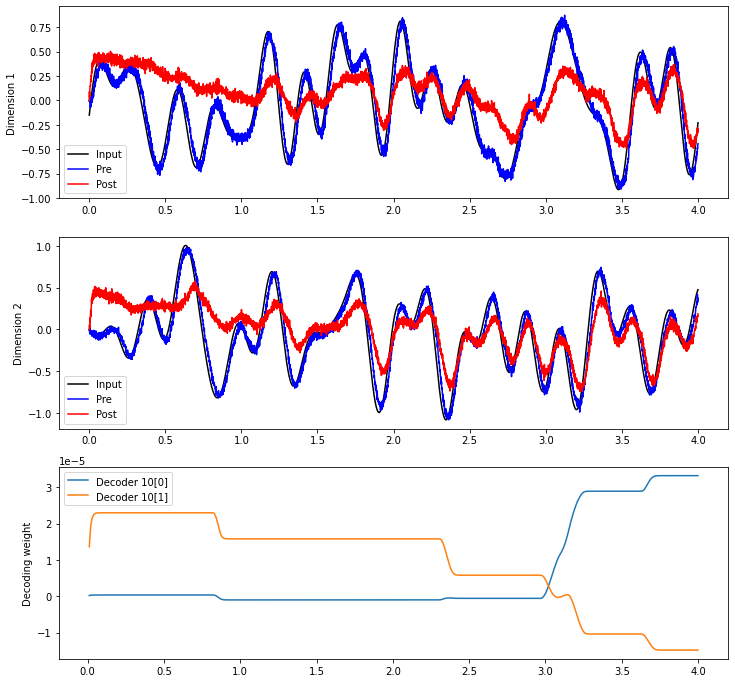 Dimension 1
0.75
0.50
0.25
0.00
−0.25
−0.50
−0.75
−1.00
Input
Pre
Post
0.0 0.5 1.0 1.5 2.0 2.5 3.0 3.5 4.0
Dimension 2
1.0
0.5
0.0
−0.5
−1.0
Input
Pre
Post
0.0 0.5 1.0 1.5 2.0 2.5 3.0 3.5 4.0
1e−5
Decoding weight
3
2
1
0
−1
Decoder 10[0]
Decoder 10[1]
0.0 0.5 1.0 1.5 2.0 2.5 3.0 3.5 4.0